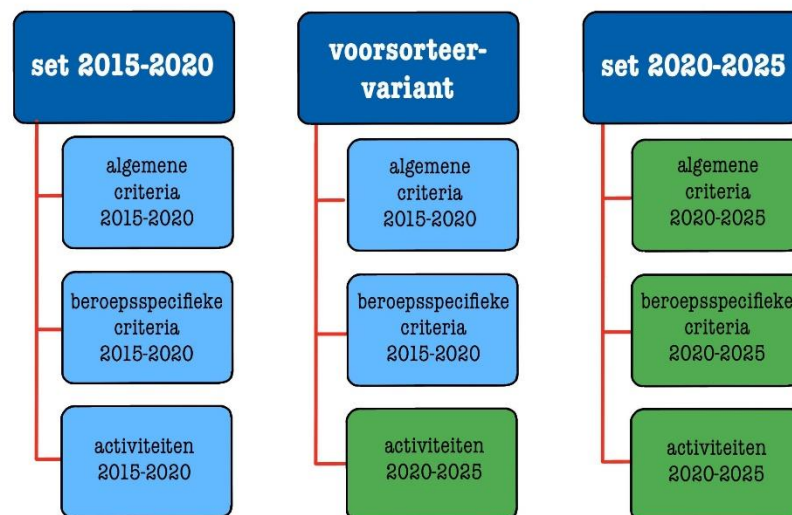 set 2015-2020
algemene
criteria
2015-2020
beroepsspecifieke
criteria
2015-2020
activiteiten
2015-2020
voorsorteer-
variant
algemene
criteria
2015-2020
beroepsspecifieke
criteria
2015-2020
activiteiten
2020-2025
set 2020-2025
algemene
criteria
2020-2025
beroepsspecifieke
criteria
2020-2025
activiteiten
2020-2025